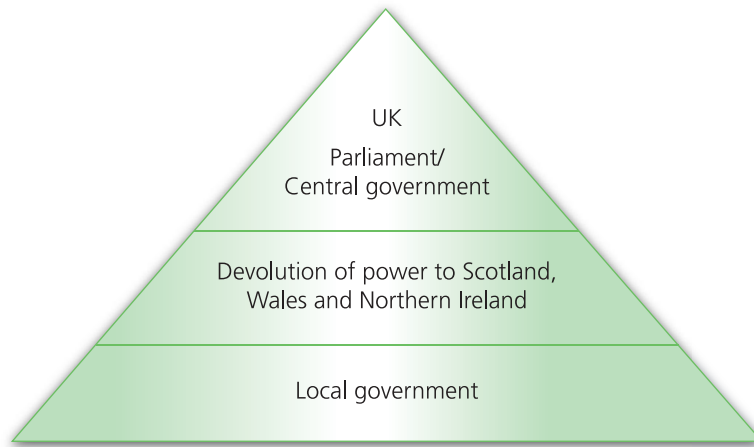 UK
Parliament/
Central government
Devolution of power to Scotland,
Wales and Northern Ireland
Local government